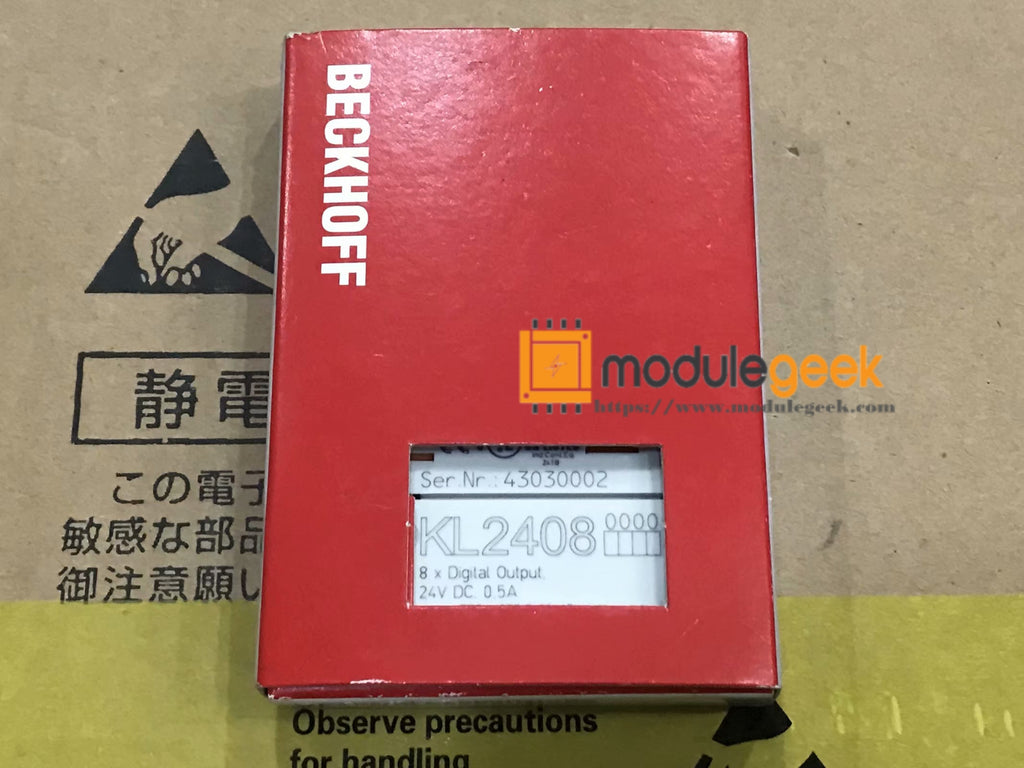 BECKHOFF
静電
この電子
敏感な部品
御注意願い
modulegeek
https://www.modulegeek.com
Ser.Nr.: 43030002
KL2408
0000
8 x Digital Output,
24V DC, 0.5A
Observe precautions
for handling